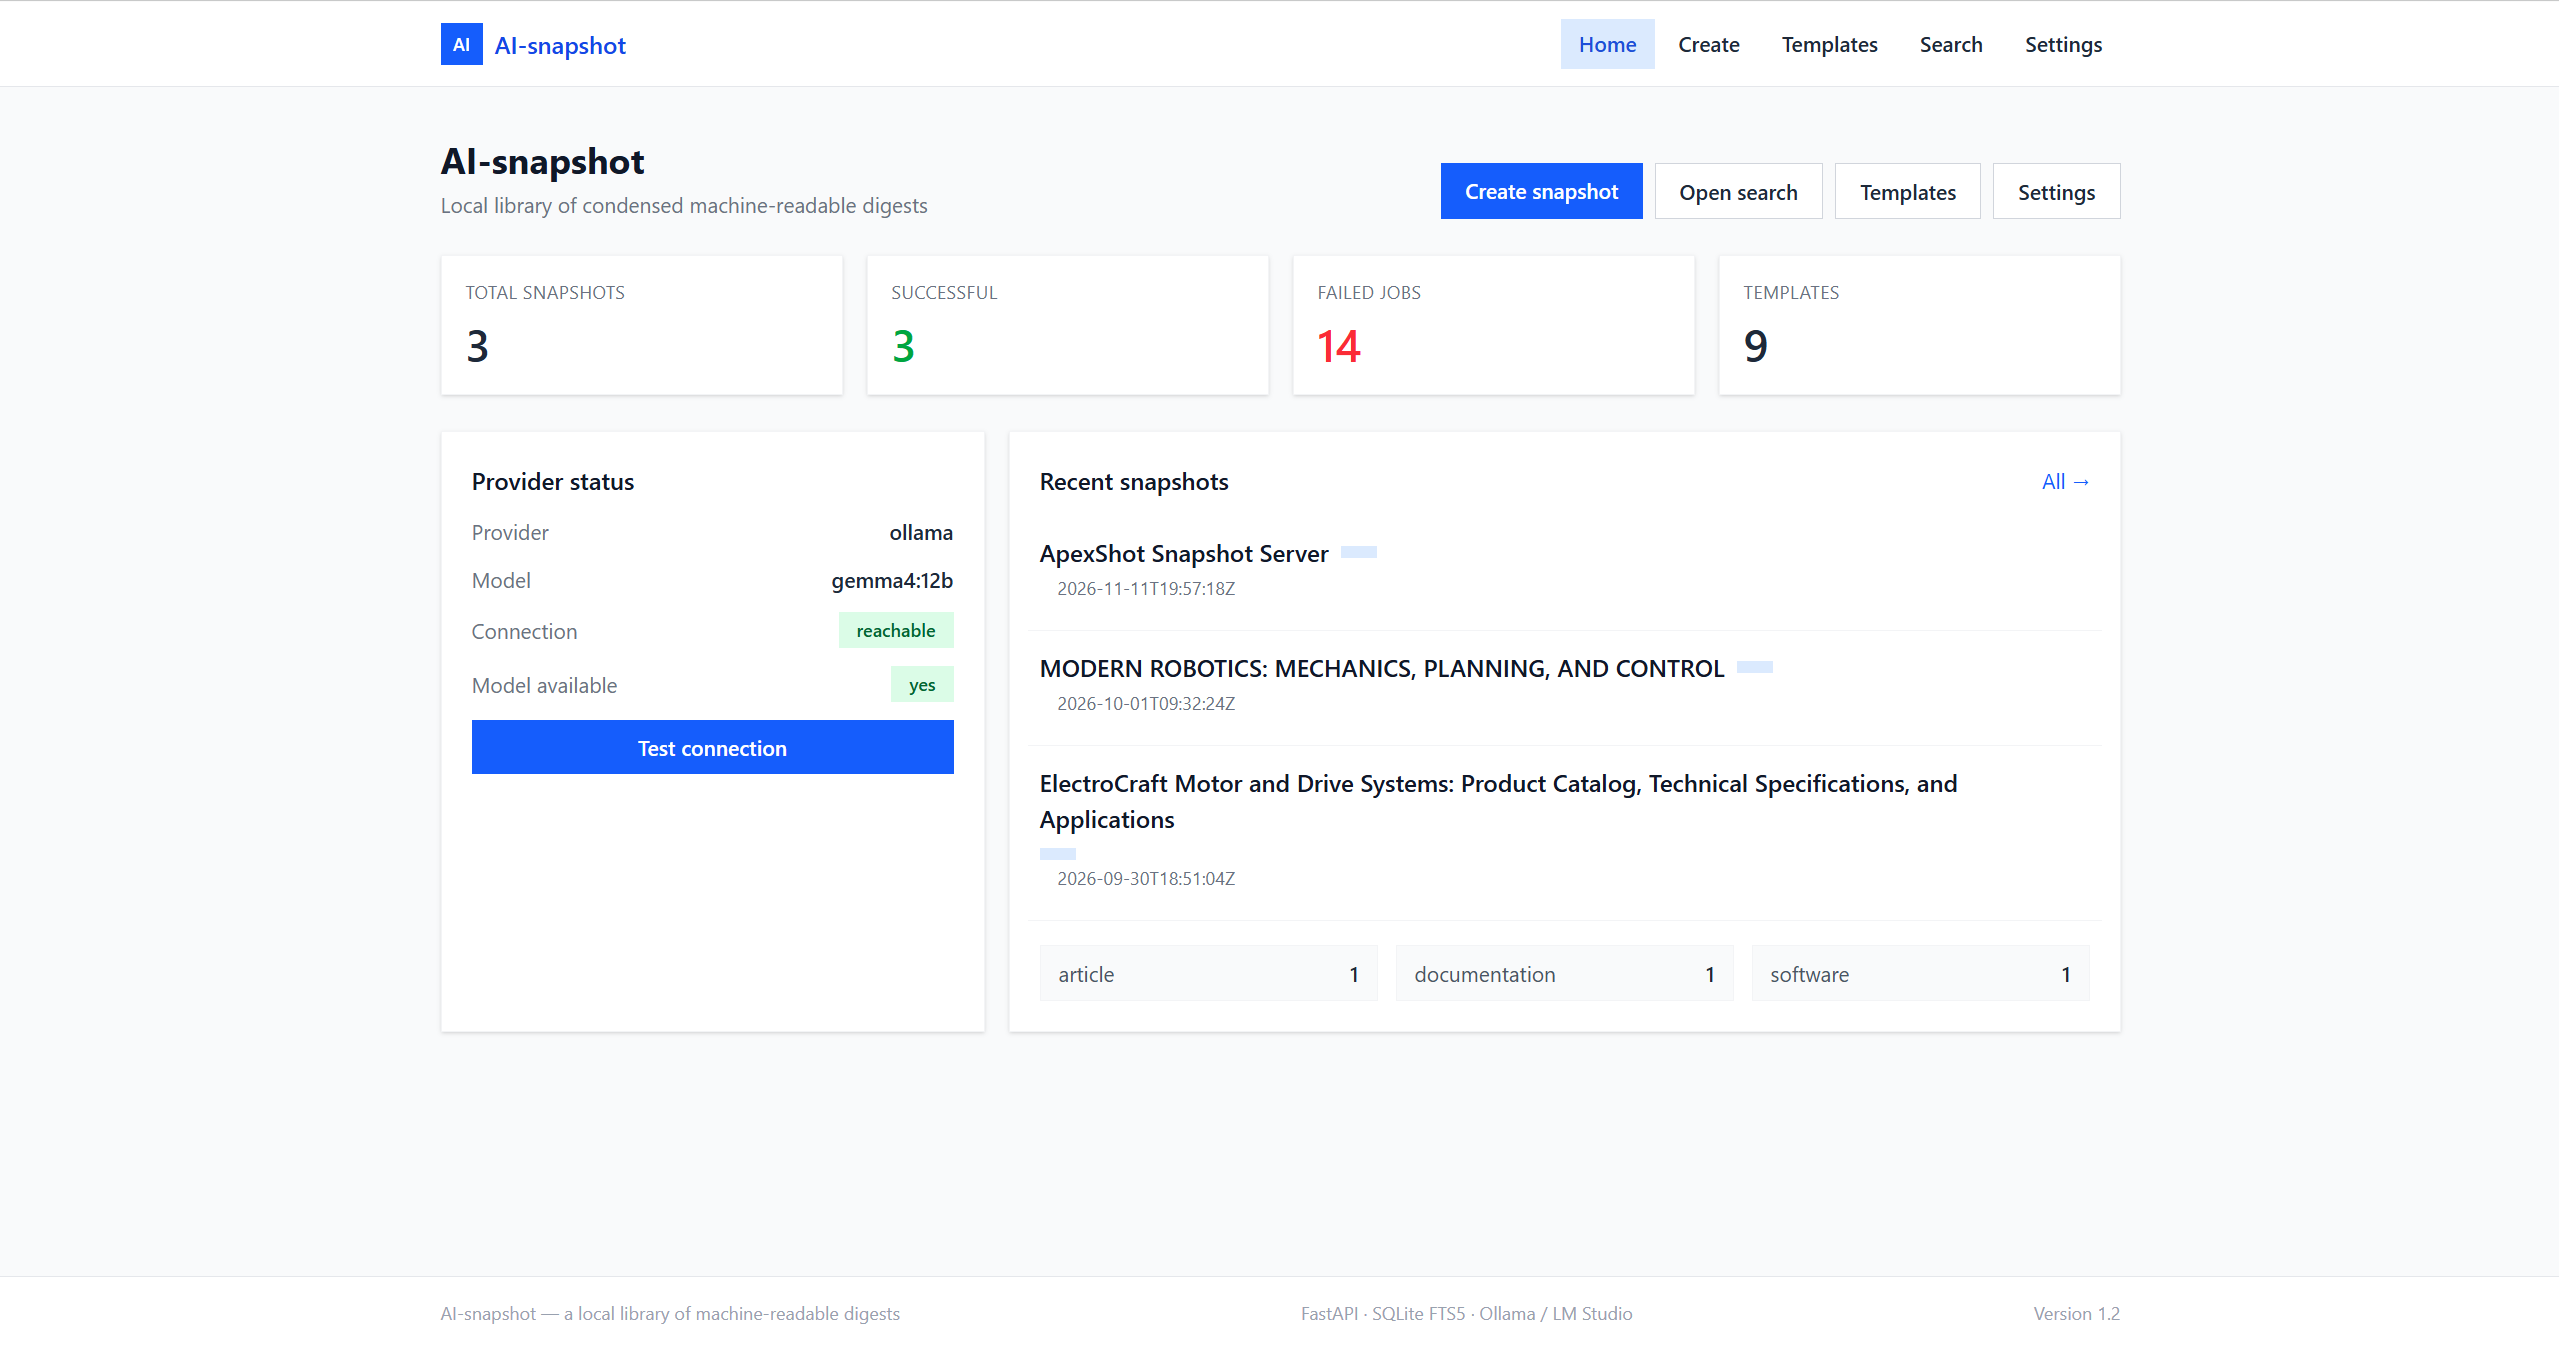 AI AI-snapshot
Home Create Templates Search Settings
AI-snapshot
Local library of condensed machine-readable digests
Create snapshot Open search Templates Settings
TOTAL SNAPSHOTS
3
SUCCESSFUL
3
FAILED JOBS
14
TEMPLATES
9
Provider status
Provider ollama
Model gemma4:12b
Connection reachable
Model available yes
Test connection
Recent snapshots All →
ApexShot Snapshot Server
2026-11-11T19:57:18Z
MODERN ROBOTICS: MECHANICS, PLANNING, AND CONTROL
2026-10-01T09:32:24Z
ElectroCraft Motor and Drive Systems: Product Catalog, Technical Specifications, and
Applications
2026-09-30T18:51:04Z
article 1 documentation 1 software 1
AI-snapshot — a local library of machine-readable digests FastAPI · SQLite FTS5 · Ollama / LM Studio Version 1.2